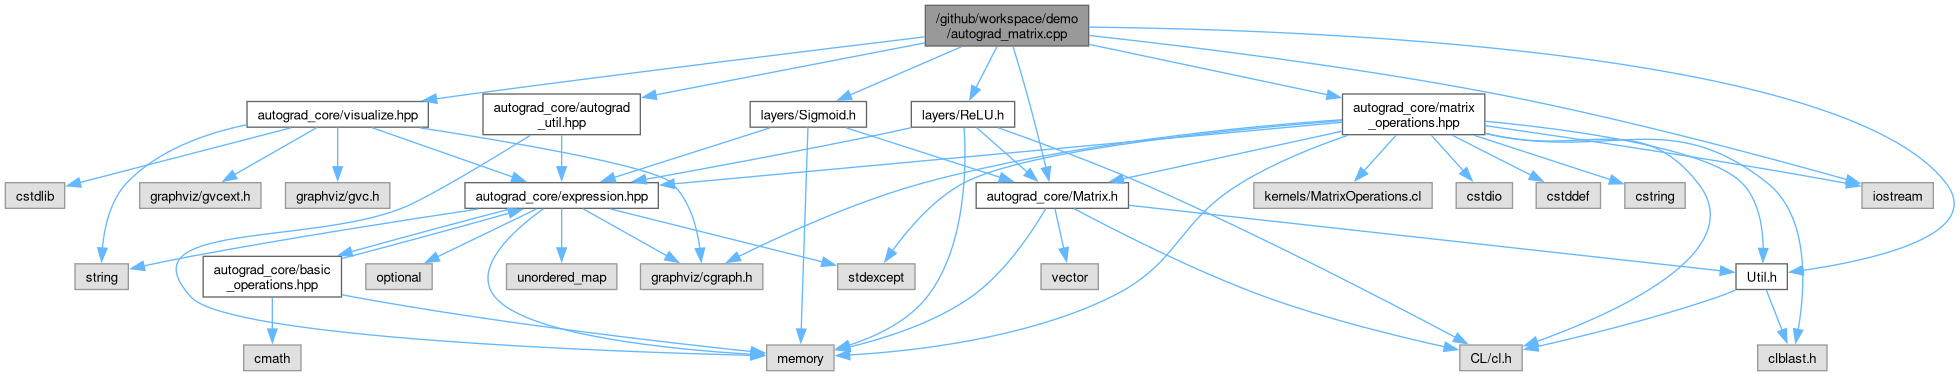 /github/workspace/demo
/autograd_matrix.cpp
autograd_core/visualize.hpp
autograd_core/autograd
_util.hpp
layers/Sigmoid.h
layers/ReLU.h
autograd_core/matrix
_operations.hpp
cstdlib
graphviz/gvcext.h
graphviz/gvc.h
autograd_core/expression.hpp
autograd_core/Matrix.h
kernels/MatrixOperations.cl
cstdio
cstddef
cstring
iostream
string
autograd_core/basic
_operations.hpp
optional
unordered_map
graphviz/cgraph.h
stdexcept
vector
Util.h
cmath
memory
CL/cl.h
clblast.h